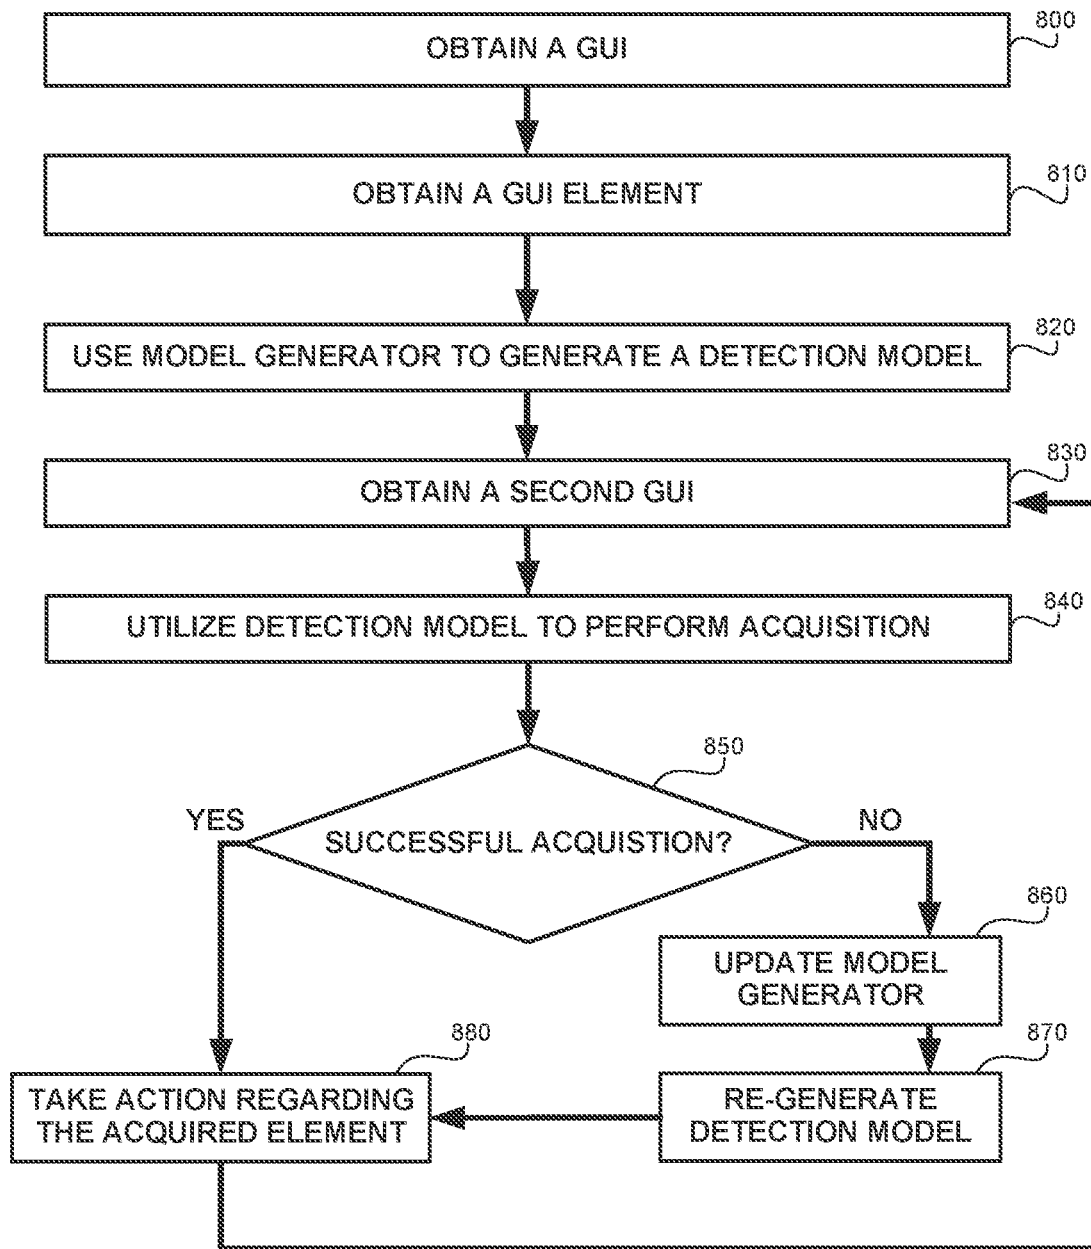 800
OBTAIN A GUI
810
OBTAIN A GUI ELEMENT
820
USE MODEL GENERATOR TO GENERATE A DETECTION MODEL
830
OBTAIN A SECOND GUI
840
UTILIZE DETECTION MODEL TO PERFORM ACQUISITION
850
YES
NO
SUCCESSFUL ACQUISTION?
860
UPDATE MODEL
GENERATOR
870
RE-GENERATE
DETECTION MODEL
880
TAKE ACTION REGARDING
THE ACQUIRED ELEMENT